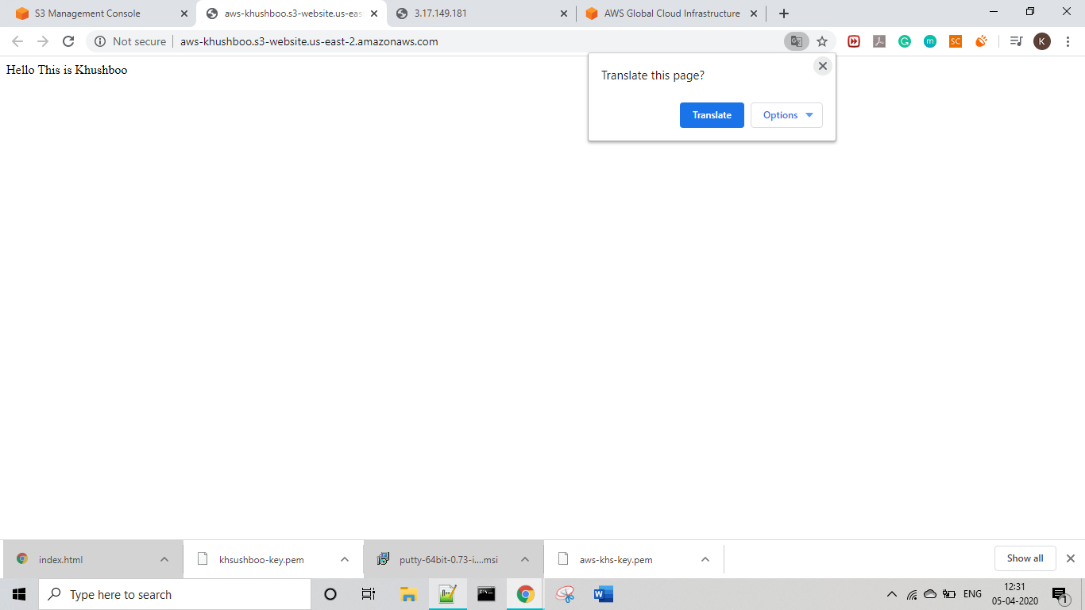 S3 Management Console
aws-khushboo.s3-website.us-eas
3.17.149.181
AWS Global Cloud Infrastructure
Not secure
aws-khushboo.s3-website.us-east-2.amazonaws.com
SC
K
Hello This is Khushboo
Translate this page?
Translate
Options
index.html
khsushboo-key.pem
putty-64bit-0.73-i....msi
aws-khs-key.pem
Show all
Type here to search
ENG
12:31
05-04-2020
1